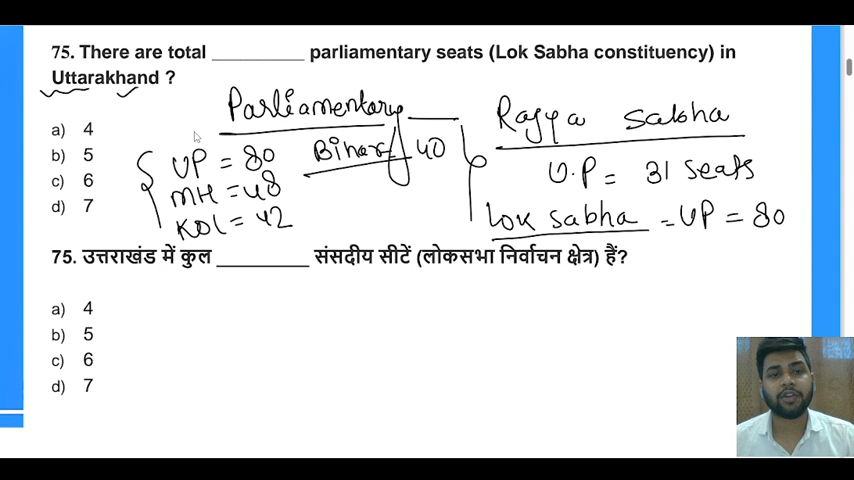 75. There are total __________ parliamentary seats (Lok Sabha constituency) in
Uttarakhand ?
a) 4
b) 5
c) 6
d) 7
Parliamentary
UP = 80
MH = 48
KOL = 42
Bihar 40
Rajya Sabha
U.P = 31 Seats
Lok sabha = UP = 80
75. उत्तराखंड में कुल __________ संसदीय सीटें (लोकसभा निर्वाचन क्षेत्र) हैं?
a) 4
b) 5
c) 6
d) 7